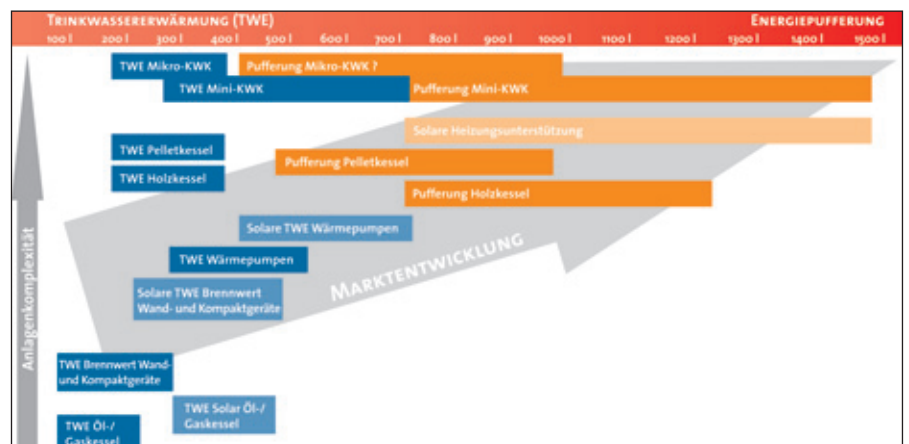 TRINKWASSERERWÄRMUNG (TWE) ENERGIEPUFFERUNG
100 l 200 l 300 l 400 l 500 l 600 l 700 l 800 l 900 l 1000 l 1100 l 1200 l 1300 l 1400 l 1500 l
TWE Mikro-KWK Pufferung Mikro-KWK ?
TWE Mini-KWK Pufferung Mini-KWK
Solare Heizungsunterstützung
TWE Pelletkessel
Pufferung Pelletkessel
TWE Holzkessel
Pufferung Holzkessel
Solare TWE Wärmepumpen
TWE Wärmepumpen
MARKTENTWICKLUNG
Solare TWE Brennwert
Wand- und Kompaktgeräte
Anlagenkomplexität
TWE Brennwert Wand-
und Kompaktgeräte
TWE Solar Öl-/
Gaskessel
TWE Öl-/
Gaskessel